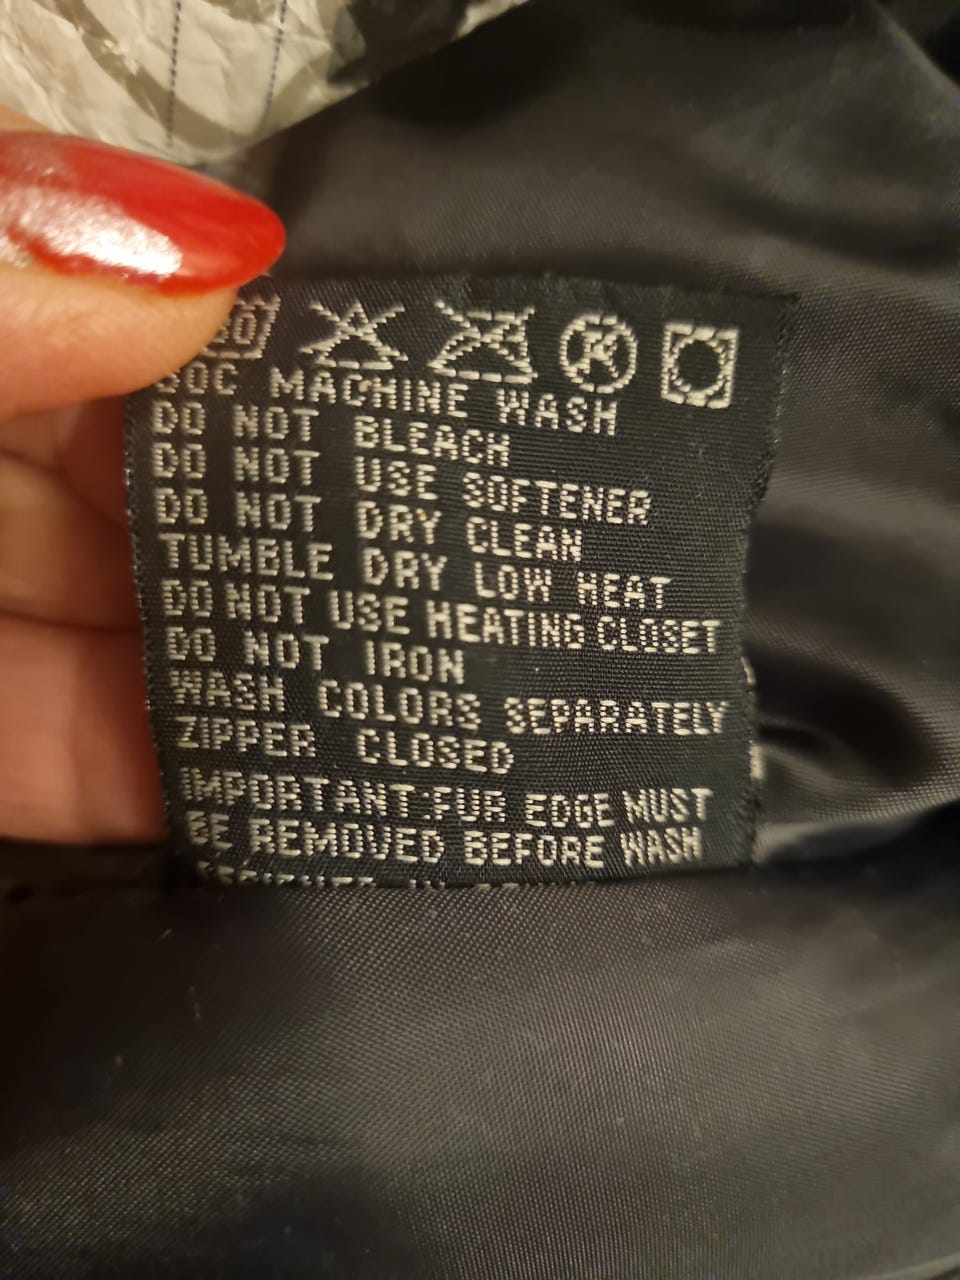 30C MACHINE WASH
DO NOT BLEACH
DO NOT USE SOFTENER
DO NOT DRY CLEAN
TUMBLE DRY LOW HEAT
DO NOT USE HEATING CLOSET
DO NOT IRON
WASH COLORS SEPARATELY
ZIPPER CLOSED
IMPORTANT:FUR EDGE MUST
BE REMOVED BEFORE WASH